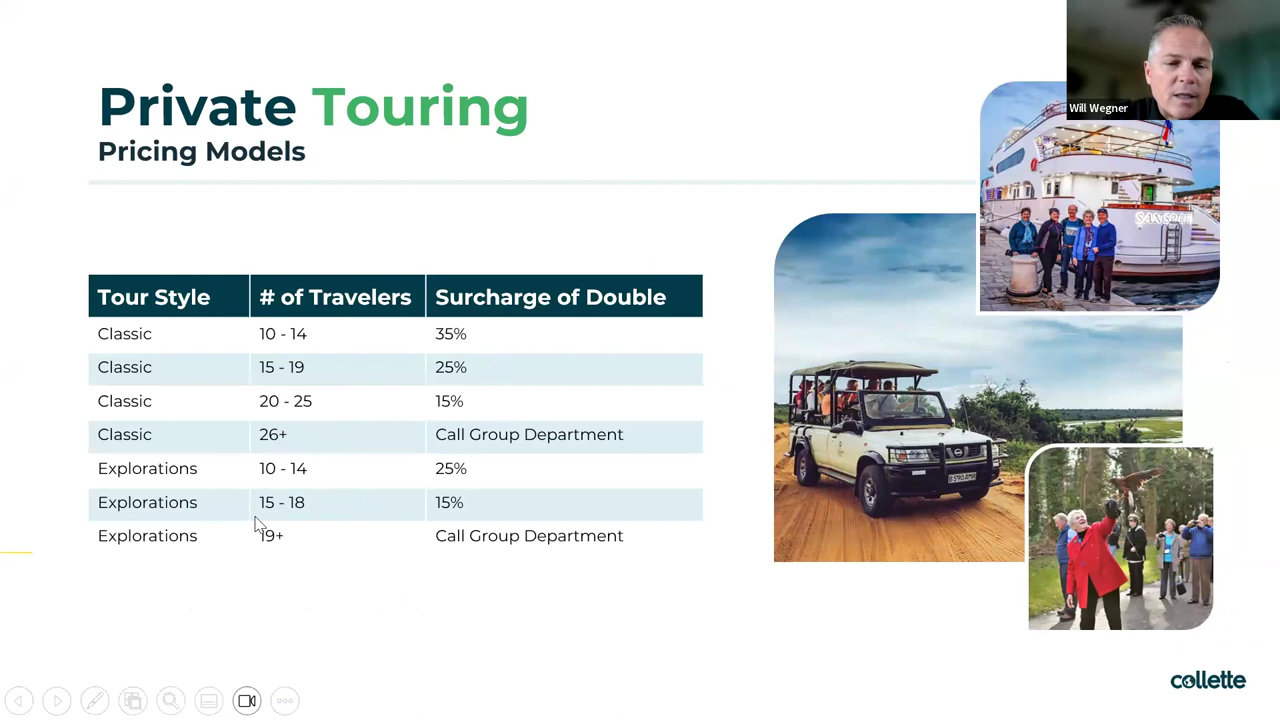 Private Touring
Pricing Models
Will Wegner
Tour Style # of Travelers Surcharge of Double
Classic 10 - 14 35%
Classic 15 - 19 25%
Classic 20 - 25 15%
Classic 26+ Call Group Department
Explorations 10 - 14 25%
Explorations 15 - 18 15%
Explorations 19+ Call Group Department
collette